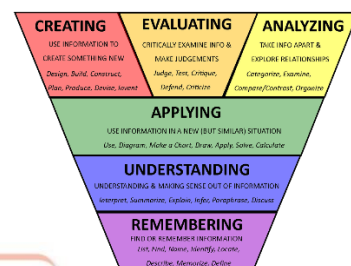 CREATING
USE INFORMATION TO
CREATE SOMETHING NEW
Design, Build, Construct,
Plan, Produce, Devise, Invent
EVALUATING
CRITICALLY EXAMINE INFO &
MAKE JUDGEMENTS
Judge, Test, Critique,
Defend, Criticize
ANALYZING
TAKE INFO APART &
EXPLORE RELATIONSHIPS
Categorize, Examine,
Compare/Contrast, Organize
APPLYING
USE INFORMATION IN A NEW (BUT SIMILAR) SITUATION
Use, Diagram, Make a Chart, Draw, Apply, Solve, Calculate
UNDERSTANDING
UNDERSTANDING & MAKING SENSE OUT OF INFORMATION
Interpret, Summarize, Explain, Infer, Paraphrase, Discuss
REMEMBERING
FIND OR REMEMBER INFORMATION
List, Find, Name, Identify, Locate,
Describe, Memorize, Define